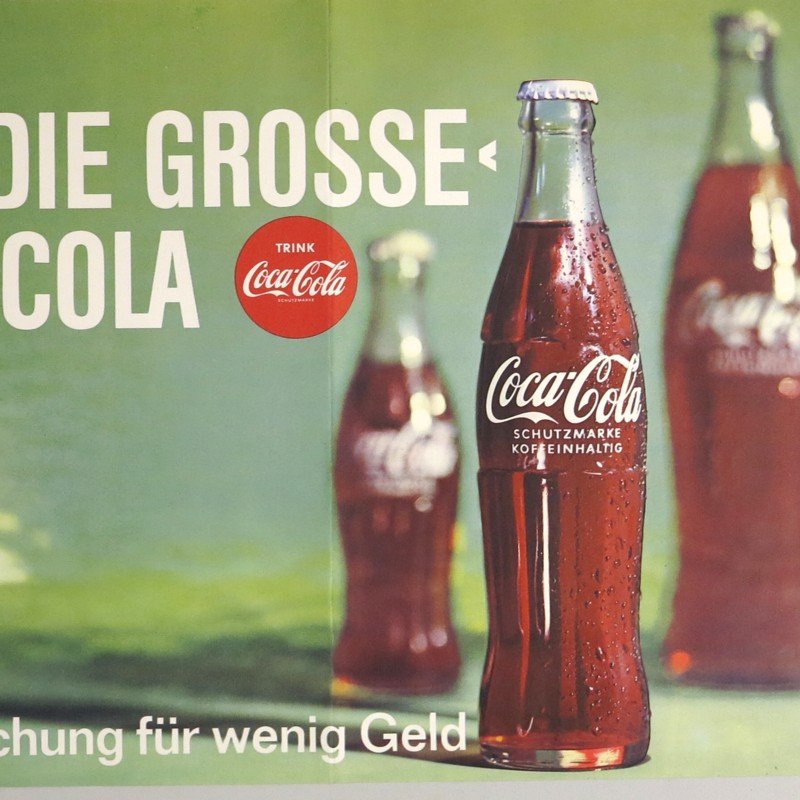 DIE GROSSE‹
COLA
TRINK
Coca-Cola
SCHUTZMARKE
Coca-Cola
SCHUTZMARKE
KOFFEINHALTIG
chung für wenig Geld